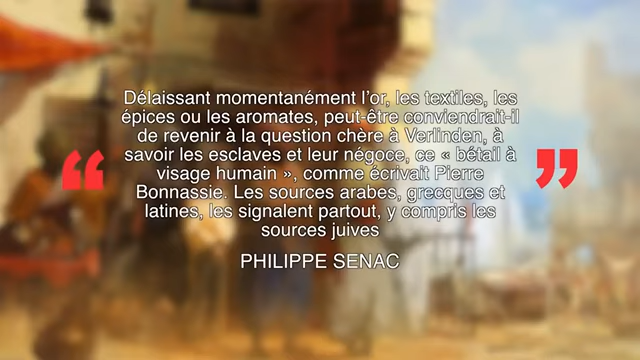 Délaissant momentanément l'or, les textiles, les
épices ou les aromates, peut-être conviendrait-il
de revenir à la question chère à Verlinden, à
savoir les esclaves et leur négoce, ce « bétail à
visage humain », comme écrivait Pierre
Bonnassie. Les sources arabes, grecques et
latines, les signalent partout, y compris les
sources juives
PHILIPPE SENAC